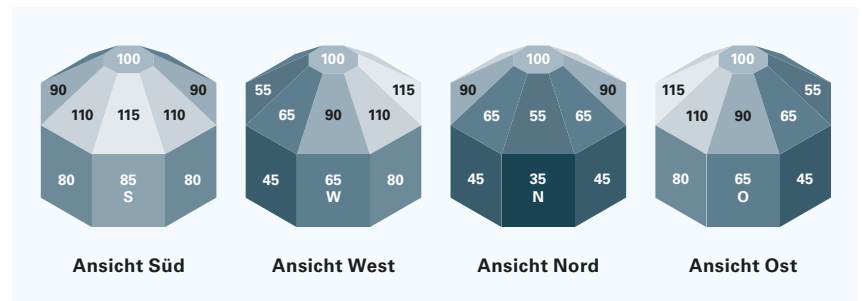 100
90 90
110 115 110
80 85 80
S
Ansicht Süd
100
55 115
65 90 110
45 65 80
W
Ansicht West
100
90 90
65 55 65
45 35 45
N
Ansicht Nord
100
115 55
110 90 65
80 65 45
O
Ansicht Ost